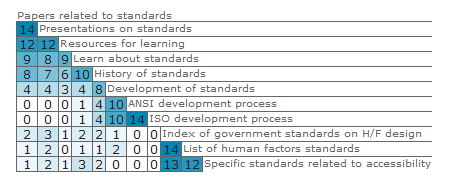 Papers related to standards
14 Presentations on standards
12 12 Resources for learning
9 8 9 Learn about standards
8 7 6 10 History of standards
4 4 3 4 8 Development of standards
0 0 0 1 4 10 ANSI development process
0 0 0 1 4 10 14 ISO development process
2 3 1 2 2 1 0 0 Index of government standards on H/F design
1 2 0 1 1 2 0 0 14 List of human factors standards
1 2 1 3 2 0 0 0 13 12 Specific standards related to accessibility